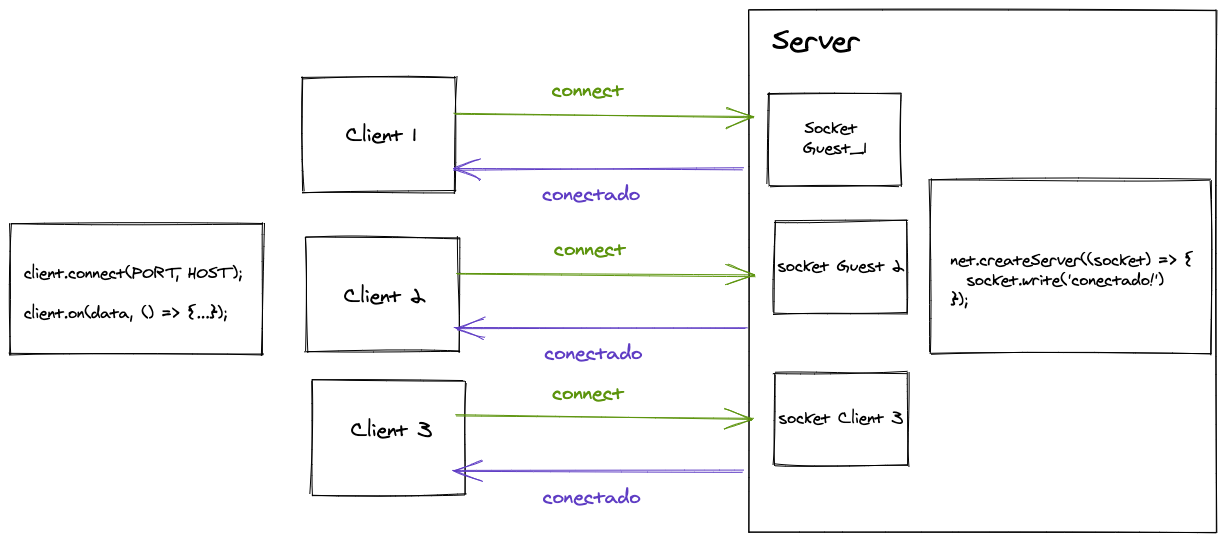 Server
connect
Client 1
Socket
Guest_1
conectado
client.connect(PORT, HOST);
client.on(data, () => {...});
connect
Client 2
socket Guest 2
conectado
net.createServer((socket) => {
socket.write('conectado!')
});
connect
Client 3
socket Client 3
conectado